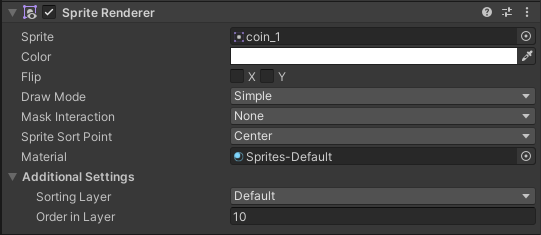 Sprite Renderer
Sprite coin_1
Color
Flip X Y
Draw Mode Simple
Mask Interaction None
Sprite Sort Point Center
Material Sprites-Default
Additional Settings
Sorting Layer Default
Order in Layer 10